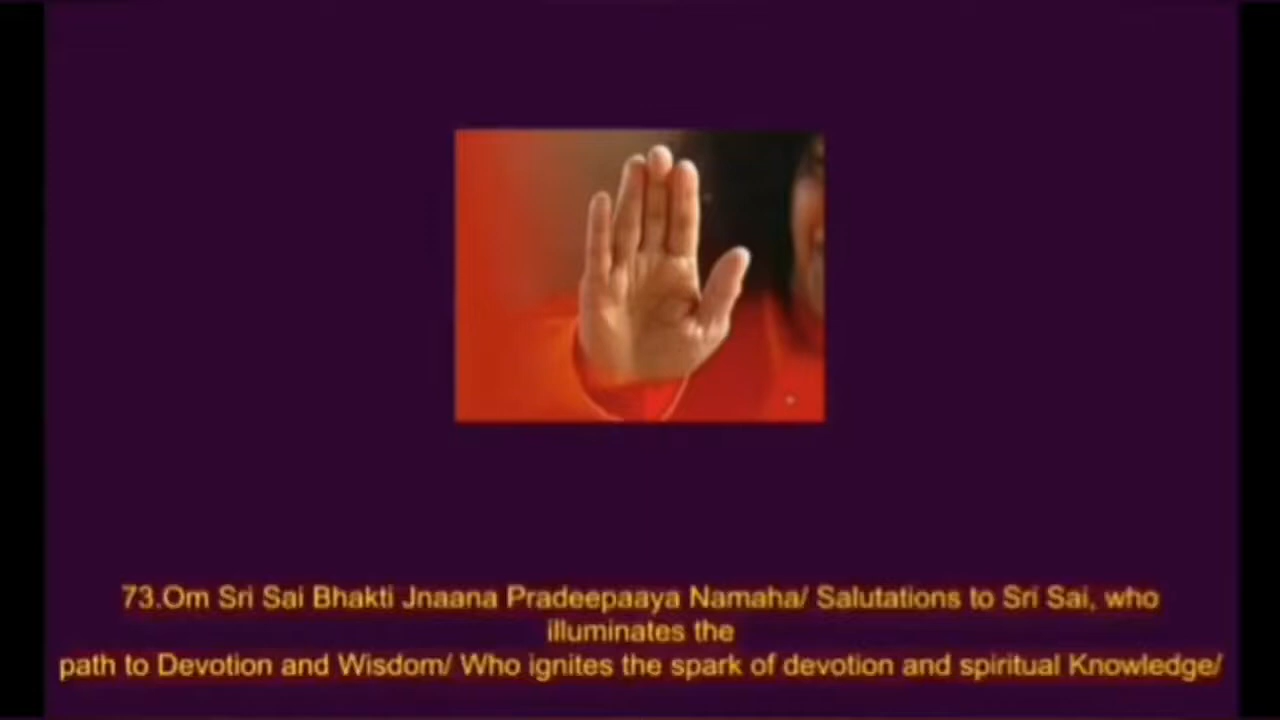 73.Om Sri Sai Bhakti Jnaana Pradeepaaya Namaha/ Salutations to Sri Sai, who
illuminates the
path to Devotion and Wisdom/ Who ignites the spark of devotion and spiritual Knowledge/